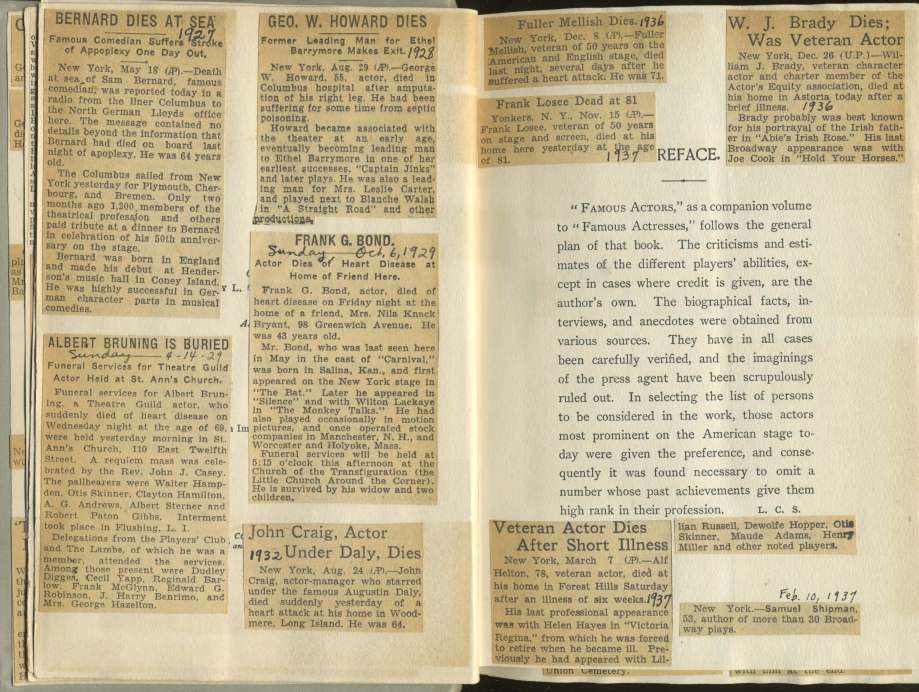 BERNARD DIES AT SEA
1927
Famous Comedian Suffers Stroke
of Apoplexy One Day Out.
New York, May 18 (AP).—Death
at sea of Sam Bernard, famous
comedian, was reported today in a
radio from the liner Columbus to
the North German Lloyds office
here. The message contained no
details beyond the information that
Bernard had died on board last
night of apoplexy. He was 64 years
old.
The Columbus sailed from New
York yesterday for Plymouth, Cher-
bourg, and Bremen. Only two
months ago 1,200 members of the
theatrical profession and others
paid tribute at a dinner to Bernard
in celebration of his 50th anniver-
sary on the stage.
Bernard was born in England
and made his debut at Hender-
son's music hall in Coney Island.
He was highly successful in Ger-
man character parts in musical
comedies.
ALBERT BRUNING IS BURIED
Sunday — 4-14-29
Funeral Services for Theatre Guild
Actor Held at St. Ann's Church.
Funeral services for Albert Brun-
ing, a Theatre Guild actor, who
suddenly died of heart disease on
Wednesday night at the age of 69,
were held yesterday morning in St.
Ann's Church, 110 East Twelfth
Street. A requiem mass was cele-
brated by the Rev. John J. Casey.
The pallbearers were Walter Hamp-
den, Otis Skinner, Clayton Hamilton,
A. G. Andrews, Albert Sterner and
Robert Paton Gibbs. Interment
took place in Flushing, L. I.
Delegations from the Players' Club
and The Lambs, of which he was a
member, attended the services.
Among those present were Dudley
Digges, Cecil Yapp, Reginald Bar-
low, Frank McGlynn, Edward G.
Robinson, J. Harry Benrimo, and
Mrs. George Hazelton.
GEO. W. HOWARD DIES
Former Leading Man for Ethel
Barrymore Makes Exit. 1928
New York, Aug. 29 (AP).—George
W. Howard, 55, actor, died in
Columbus hospital after amputa-
tion of his right leg. He had been
suffering for some time from septic
poisoning.
Howard became associated with
the theater at an early age,
eventually becoming leading man
to Ethel Barrymore in one of her
earliest successes, "Captain Jinks"
and later plays. He was also a lead-
ing man for Mrs. Leslie Carter,
and played next to Blanche Walsh
in "A Straight Road" and other
productions.
FRANK G. BOND.
Sunday Oct, 6, 1929
Actor Dies of Heart Disease at
Home of Friend Here.
Frank G. Bond, actor, died of
heart disease on Friday night at the
home of a friend, Mrs. Nila Knack
Bryant, 98 Greenwich Avenue. He
was 43 years old.
Mr. Bond, who was last seen here
in May in the cast of "Carnival,"
was born in Salina, Kan., and first
appeared on the New York stage in
"The Bat." Later he appeared in
"Silence" and with Wilton Lackaye
in "The Monkey Talks." He had
also played occasionally in motion
pictures, and once operated stock
companies in Manchester, N. H., and
Worcester and Holyoke, Mass.
Funeral services will be held at
5:15 o'clock this afternoon at the
Church of the Transfiguration (the
Little Church Around the Corner).
He is survived by his widow and two
children.
John Craig, Actor
1932 Under Daly, Dies
New York, Aug. 24 (AP).—John
Craig, actor-manager who starred
under the famous Augustin Daly,
died suddenly yesterday of a
heart attack at his home in Wood-
mere, Long Island. He was 64.
Fuller Mellish Dies. 1936
New York, Dec. 8 (AP)—Fuller
Mellish, veteran of 50 years on the
American and English stage, died
last night, several days after he
suffered a heart attack. He was 71.
Frank Losee Dead at 81
Yonkers, N. Y., Nov. 15 (AP)—
Frank Losee, veteran of 50 years
on stage and screen, died at his
home here yesterday at the age
of 81. 1937
W. J. Brady Dies;
Was Veteran Actor
New York, Dec. 26 (U.P.)—Wil-
liam J. Brady, veteran character
actor and charter member of the
Actor's Equity association, died at
his home in Astoria today after a
brief illness. 1936
Brady probably was best known
for his portrayal of the Irish fath-
er in "Abie's Irish Rose." His last
Broadway appearance was with
Joe Cook in "Hold Your Horses."
REFACE.
"FAMOUS ACTORS," as a companion volume
to "Famous Actresses," follows the general
plan of that book. The criticisms and esti-
mates of the different players' abilities, ex-
cept in cases where credit is given, are the
author's own. The biographical facts, in-
terviews, and anecdotes were obtained from
various sources. They have in all cases
been carefully verified, and the imaginings
of the press agent have been scrupulously
ruled out. In selecting the list of persons
to be considered in the work, those actors
most prominent on the American stage to-
day were given the preference, and conse-
quently it was found necessary to omit a
number whose past achievements give them
high rank in their profession. L. C. S.
Veteran Actor Dies
After Short Illness
New York, March 7 (AP).—Alf
Helton, 78, veteran actor, died at
his home in Forest Hills Saturday
after an illness of six weeks. 1937
His last professional appearance
was with Helen Hayes in "Victoria
Regina," from which he was forced
to retire when he became ill. Pre-
viously he had appeared with Lil-
lian Russell, Dewolfe Hopper, Otis
Skinner, Maude Adams, Henry
Miller and other noted players.
Feb. 10, 1937
New York.—Samuel Shipman,
53, author of more than 30 Broad-
way plays.
Union Cemetery.
with him at the end.